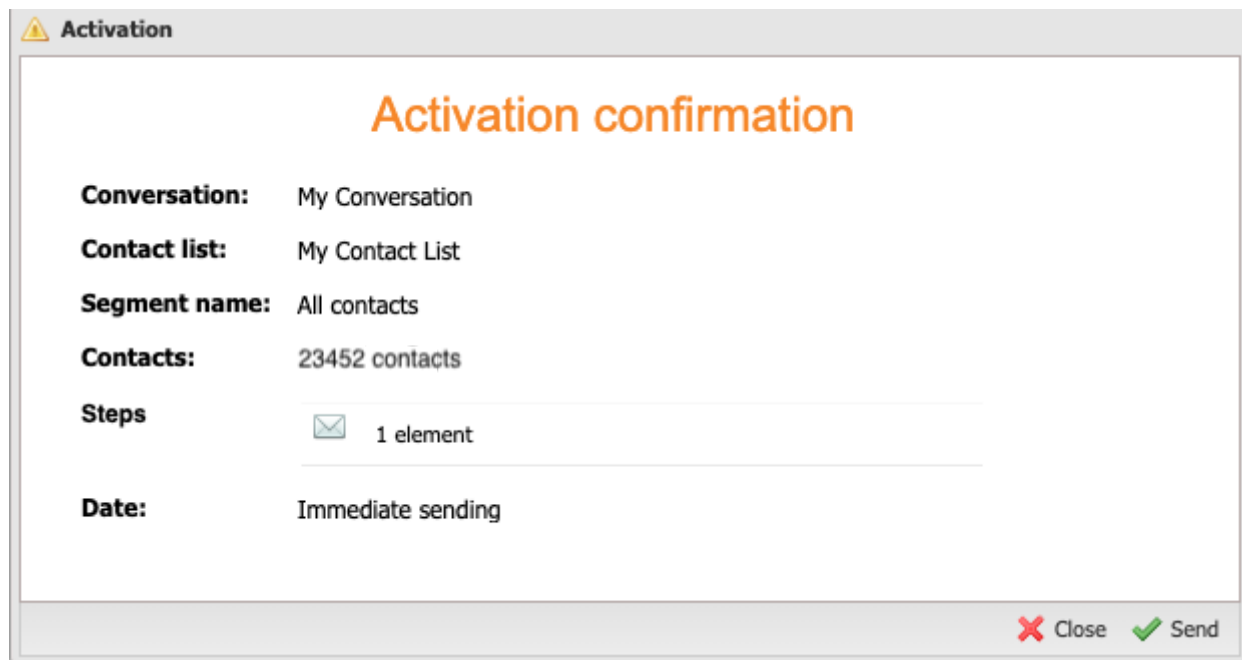 Activation
Activation confirmation
Conversation: My Conversation
Contact list: My Contact List
Segment name: All contacts
Contacts: 23452 contacts
Steps
1 element
Date: Immediate sending
Close Send